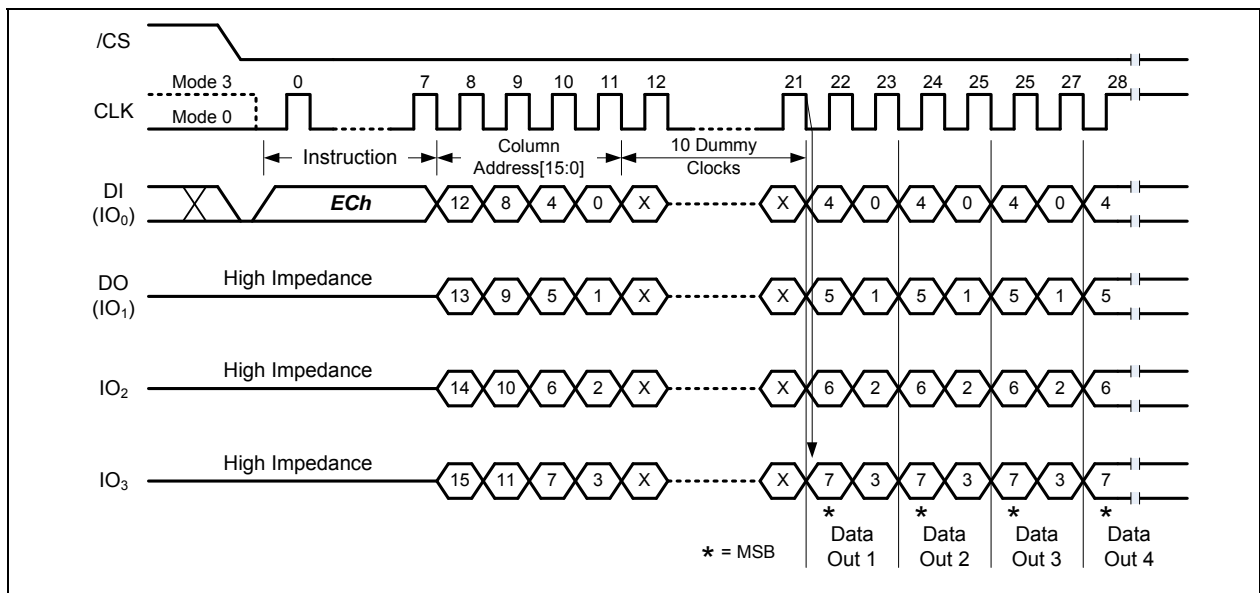 /CS
Mode 3 0 7 8 9 10 11 12 21 22 23 24 25 25 27 28
CLK
Mode 0
Instruction
Column
Address[15:0]
10 Dummy
Clocks
DI
(IO0)
ECh 12 8 4 0 X X 4 0 4 0 4 0 4
DO
(IO1)
High Impedance 13 9 5 1 X X 5 1 5 1 5 1 5
IO2
High Impedance 14 10 6 2 X X 6 2 6 2 6 2 6
IO3
High Impedance 15 11 7 3 X X 7 3 7 3 7 3 7
* * * *
* = MSB
Data
Out 1
Data
Out 2
Data
Out 3
Data
Out 4